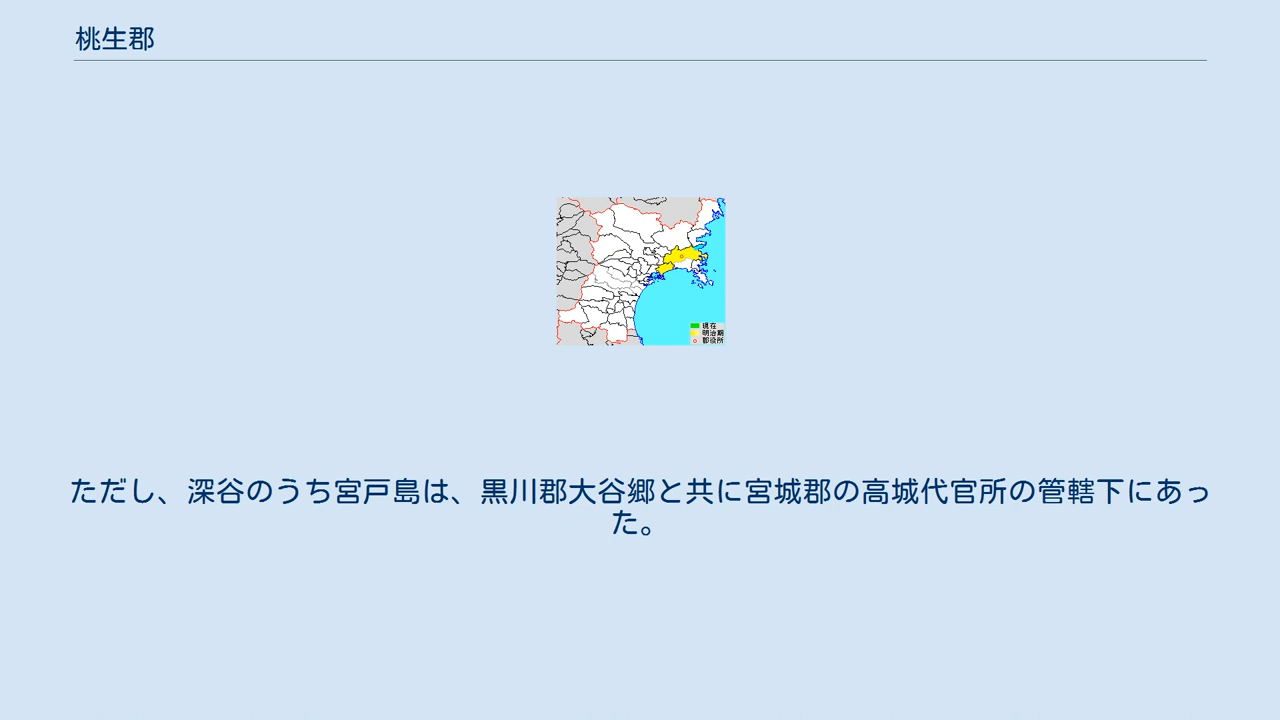 桃生郡
現在
明治期
郡役所
ただし、深谷のうち宮戸島は、黒川郡大谷郷と共に宮城郡の高城代官所の管轄下にあっ
た。